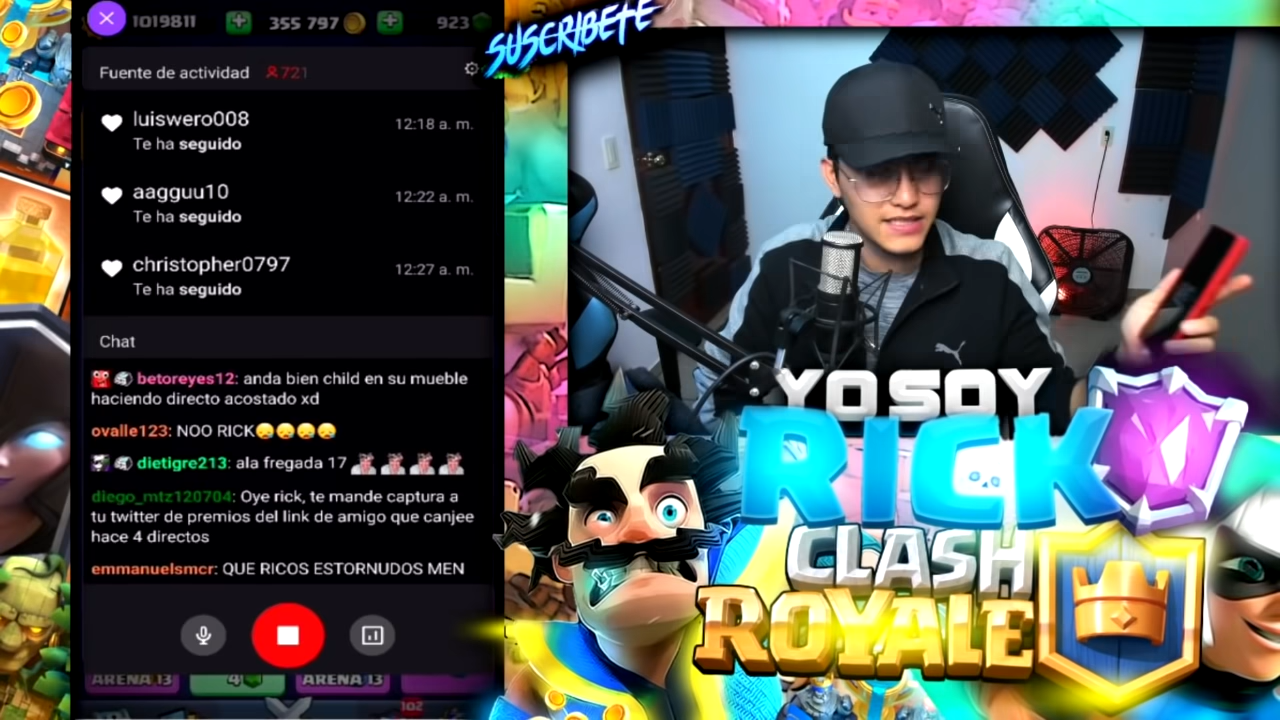 1019811
355 797
923
SUSCRIBETE
Fuente de actividad 721
luiswero008
12:18 a. m.
Te ha seguido
aagguu10
12:22 a. m.
Te ha seguido
christopher0797
12:27 a. m.
Te ha seguido
Chat
betoreyes12: anda bien child en su mueble
haciendo directo acostado xd
ovalle123: NOO RICK😪😪😪😪
dietigre213: ala fregada 17
diego_mtz120704: Oye rick, te mande captura a
tu twitter de premios del link de amigo que canjee
hace 4 directos
emmanuelsmcr: QUE RICOS ESTORNUDOS MEN
ARENA 13
4
ARENA 13
102
YO SOY
RICK
CLASH
ROYALE